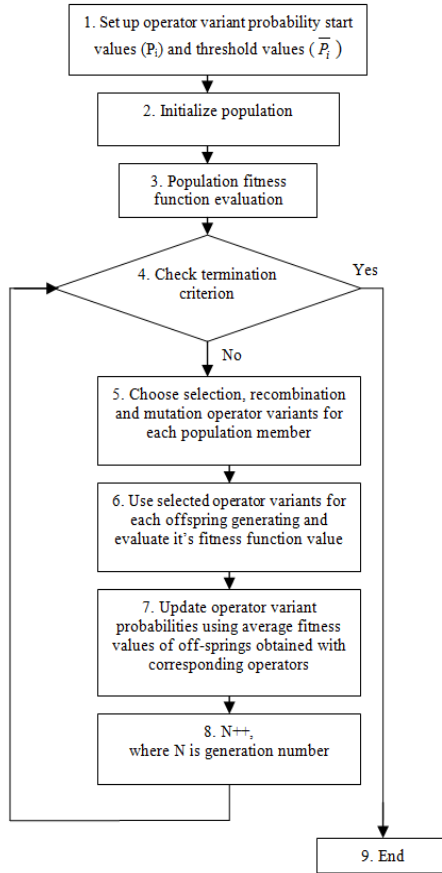 1. Set up operator variant probability start
values (Pᵢ) and threshold values ( P̅ᵢ )
2. Initialize population
3. Population fitness
function evaluation
4. Check termination
criterion
Yes
No
5. Choose selection, recombination
and mutation operator variants for
each population member
6. Use selected operator variants for
each offspring generating and
evaluate it's fitness function value
7. Update operator variant
probabilities using average fitness
values of off-springs obtained with
corresponding operators
8. N++,
where N is generation number
9. End